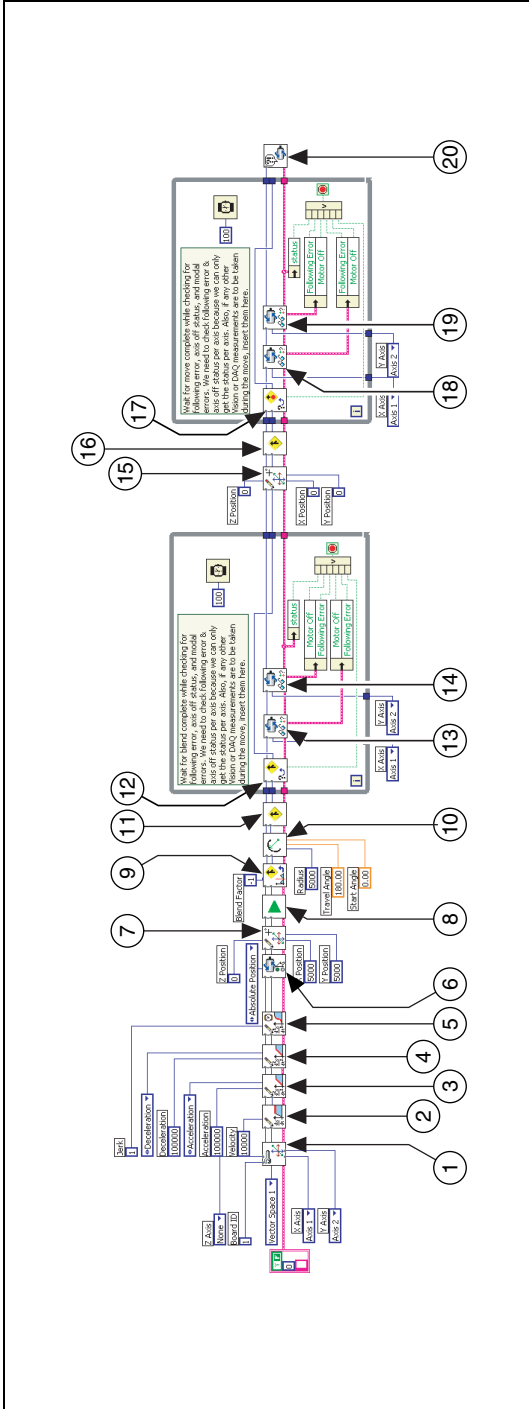 Jerk
1
Deceleration
Deceleration
100000
Acceleration
Acceleration
100000
Velocity
10000
Z Axis
None
Board ID
1
Vector Space 1
X Axis
Axis 1
Y Axis
Axis 2
0
Absolute Position
Z Position
0
Position
5000
Y Position
5000
Blend Factor
-1
Radius
5000
Travel Angle
180.00
Start Angle
0.00
Wait for blend complete while checking for
following error, axis off status, and modal
errors. We need to check following error &
axis off status per axis because we can only
get the status per axis. Also, if any other
Vision or DAQ measurements are to be taken
during the move, insert them here.
100
status
Motor Off
Following Error
Motor Off
Following Error
i
X Axis
Axis 1
Y Axis
Axis 2
Z Position
0
X Position
0
Y Position
0
Wait for move complete while checking for
following error, axis off status, and modal
errors. We need to check following error &
axis off status per axis because we can only
get the status per axis. Also, if any other
Vision or DAQ measurements are to be taken
during the move, insert them here.
100
status
Following Error
Motor Off
Following Error
Motor Off
i
X Axis
Axis 1
Y Axis
Axis 2
1
2
3
4
5
6
7
8
9
10
11
12
13
14
15
16
17
18
19
20